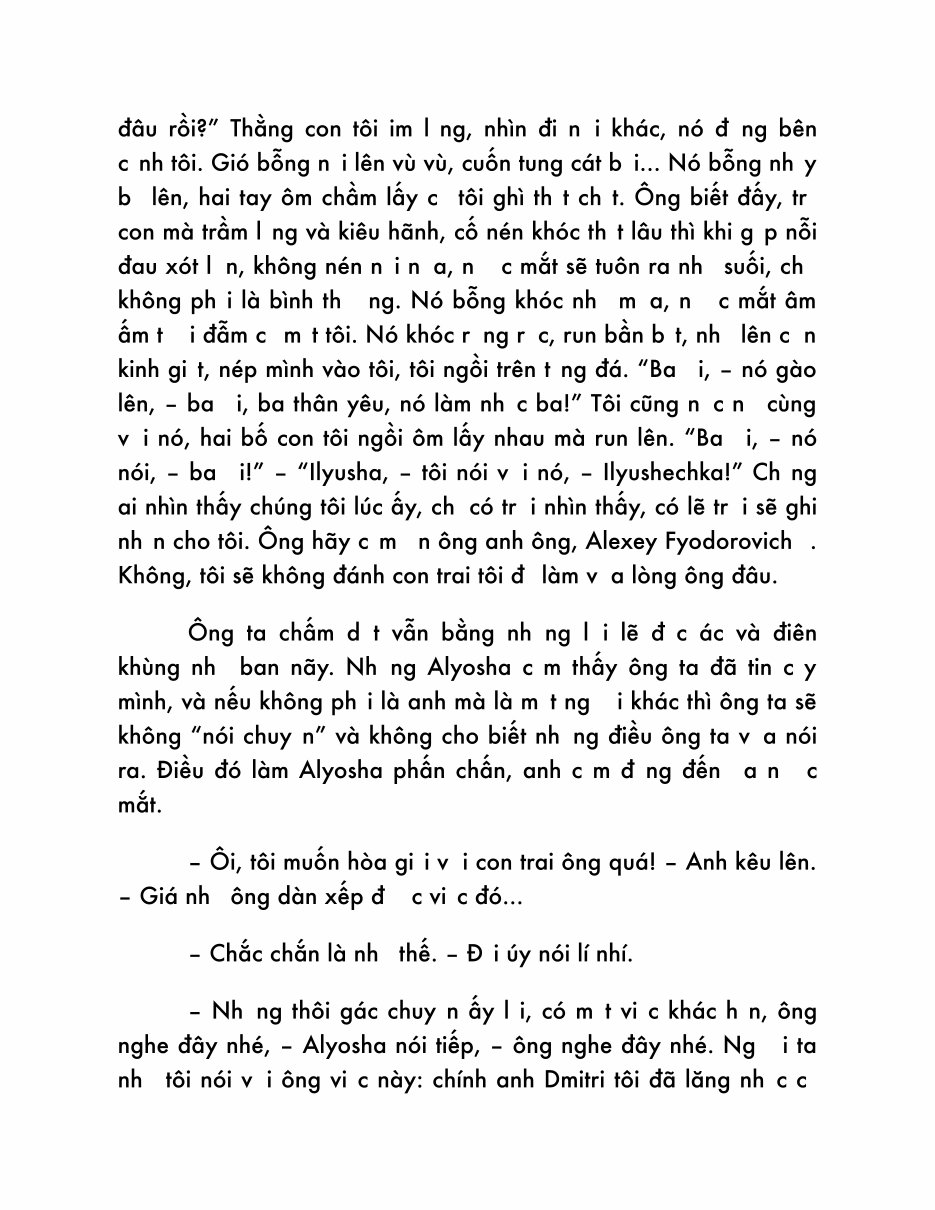 đâu rồi?” Thằng con tôi im l ng, nhìn đi n i khác, nó đ ng bên
c nh tôi. Gió bỗng n i lên vù vù, cuốn tung cát b i... Nó bỗng nh y
b lên, hai tay ôm chầm lấy c tôi ghì th t ch t. Ông biết đấy, tr
con mà trầm l ng và kiêu hãnh, cố nén khóc th t lâu thì khi g p nỗi
đau xót l n, không nén n i n a, n c mắt sẽ tuôn ra nh suối, ch
không ph i là bình th ng. Nó bỗng khóc nh m a, n c mắt âm
ấm t i đẫm c m t tôi. Nó khóc r ng r c, run bần b t, nh lên c n
kinh gi t, nép mình vào tôi, tôi ngồi trên t ng đá. “Ba i, – nó gào
lên, – ba i, ba thân yêu, nó làm nh c ba!” Tôi cũng n c n cùng
v i nó, hai bố con tôi ngồi ôm lấy nhau mà run lên. “Ba i, – nó
nói, – ba i!” – “Ilyusha, – tôi nói v i nó, – Ilyushechka!” Ch ng
ai nhìn thấy chúng tôi lúc ấy, ch có tr i nhìn thấy, có lẽ tr i sẽ ghi
nh n cho tôi. Ông hãy c m n ông anh ông, Alexey Fyodorovich .
Không, tôi sẽ không đánh con trai tôi đ làm v a lòng ông đâu.
Ông ta chấm d t vẫn bằng nh ng l i lẽ đ c ác và điên
khùng nh ban nãy. Nh ng Alyosha c m thấy ông ta đã tin c y
mình, và nếu không ph i là anh mà là m t ng i khác thì ông ta sẽ
không “nói chuy n” và không cho biết nh ng điều ông ta v a nói
ra. Điều đó làm Alyosha phấn chấn, anh c m đ ng đến a n c
mắt.
– Ôi, tôi muốn hòa gi i v i con trai ông quá! – Anh kêu lên.
– Giá nh ông dàn xếp đ c vi c đó...
– Chắc chắn là nh thế. – Đ i úy nói lí nhí.
– Nh ng thôi gác chuy n ấy l i, có m t vi c khác h n, ông
nghe đây nhé, – Alyosha nói tiếp, – ông nghe đây nhé. Ng i ta
nh tôi nói v i ông vi c này: chính anh Dmitri tôi đã lăng nh c c